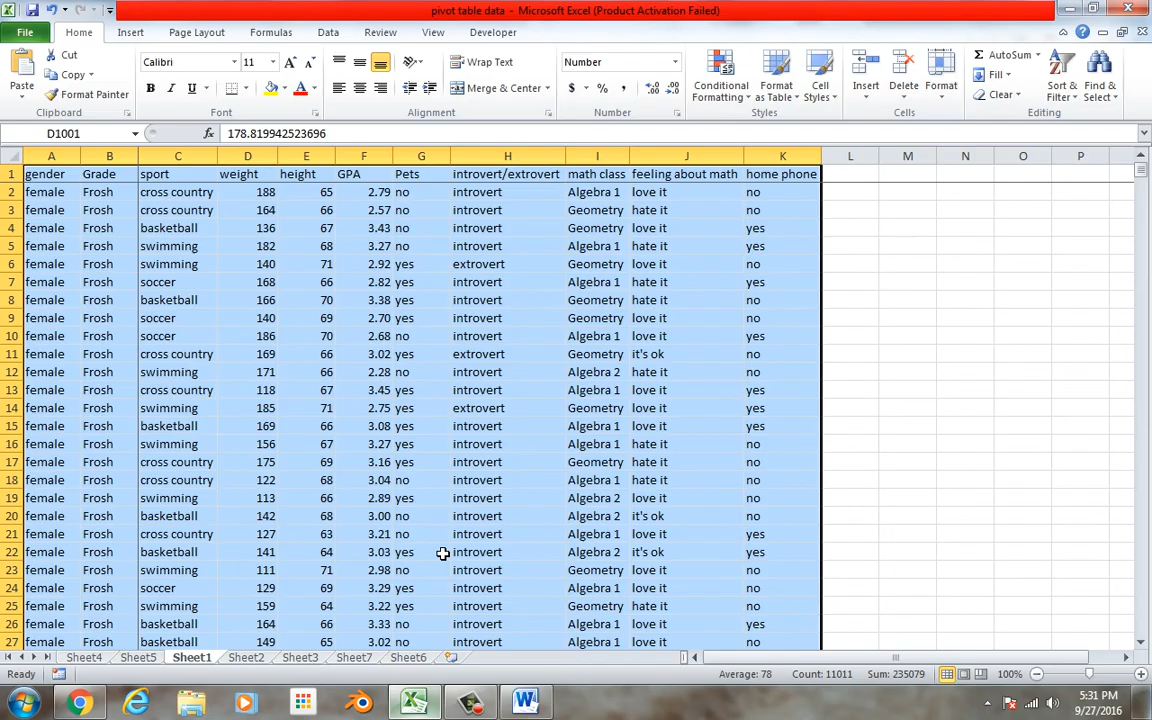 pivot table data - Microsoft Excel (Product Activation Failed)
File Home Insert Page Layout Formulas Data Review View Developer
Cut
Copy
Format Painter
Paste
Calibri 11
B I U
Wrap Text
Merge & Center
Number
$ % ,
Conditional Formatting
Format as Table
Cell Styles
Insert Delete Format
AutoSum
Fill
Clear
Sort & Filter
Find & Select
Clipboard Font Alignment Number Styles Cells Editing
D1001 fx 178.819942523696
A B C D E F G H I J K L M N O P
1 gender Grade sport weight height GPA Pets introvert/extrovert math class feeling about math home phone
2 female Frosh cross country 188 65 2.79 no introvert Algebra 1 love it no
3 female Frosh cross country 164 66 2.57 no introvert Geometry hate it no
4 female Frosh basketball 136 67 3.43 no introvert Geometry love it yes
5 female Frosh swimming 182 68 3.27 no introvert Algebra 1 hate it yes
6 female Frosh swimming 140 71 2.92 yes extrovert Geometry love it no
7 female Frosh soccer 168 66 2.82 yes introvert Algebra 1 hate it yes
8 female Frosh basketball 166 70 3.38 no introvert Geometry hate it no
9 female Frosh soccer 140 69 2.70 yes introvert Geometry love it no
10 female Frosh soccer 186 70 2.68 no introvert Algebra 1 love it yes
11 female Frosh cross country 169 66 3.02 yes extrovert Geometry it's ok no
12 female Frosh swimming 171 66 2.28 no introvert Algebra 2 hate it no
13 female Frosh cross country 118 67 3.45 yes introvert Algebra 1 love it yes
14 female Frosh swimming 185 71 2.75 yes extrovert Geometry love it yes
15 female Frosh basketball 169 66 3.08 yes introvert Algebra 1 love it yes
16 female Frosh swimming 156 67 3.27 yes introvert Algebra 1 hate it no
17 female Frosh cross country 175 69 3.16 yes introvert Geometry hate it no
18 female Frosh cross country 122 68 3.04 no introvert Algebra 1 hate it no
19 female Frosh swimming 113 66 2.89 yes introvert Algebra 2 love it no
20 female Frosh basketball 142 68 3.00 no introvert Algebra 2 it's ok no
21 female Frosh cross country 127 63 3.21 no introvert Algebra 1 love it yes
22 female Frosh basketball 141 64 3.03 yes introvert Algebra 2 it's ok yes
23 female Frosh swimming 111 71 2.98 no introvert Geometry love it no
24 female Frosh soccer 129 69 3.29 yes introvert Algebra 1 love it no
25 female Frosh swimming 159 64 3.22 yes introvert Geometry hate it no
26 female Frosh basketball 164 66 3.33 no introvert Algebra 1 love it yes
27 female Frosh basketball 149 65 3.02 no introvert Algebra 1 love it no
Sheet4 Sheet5 Sheet1 Sheet2 Sheet3 Sheet7 Sheet6
Ready Average: 78 Count: 11011 Sum: 235079 100%
5:31 PM
9/27/2016